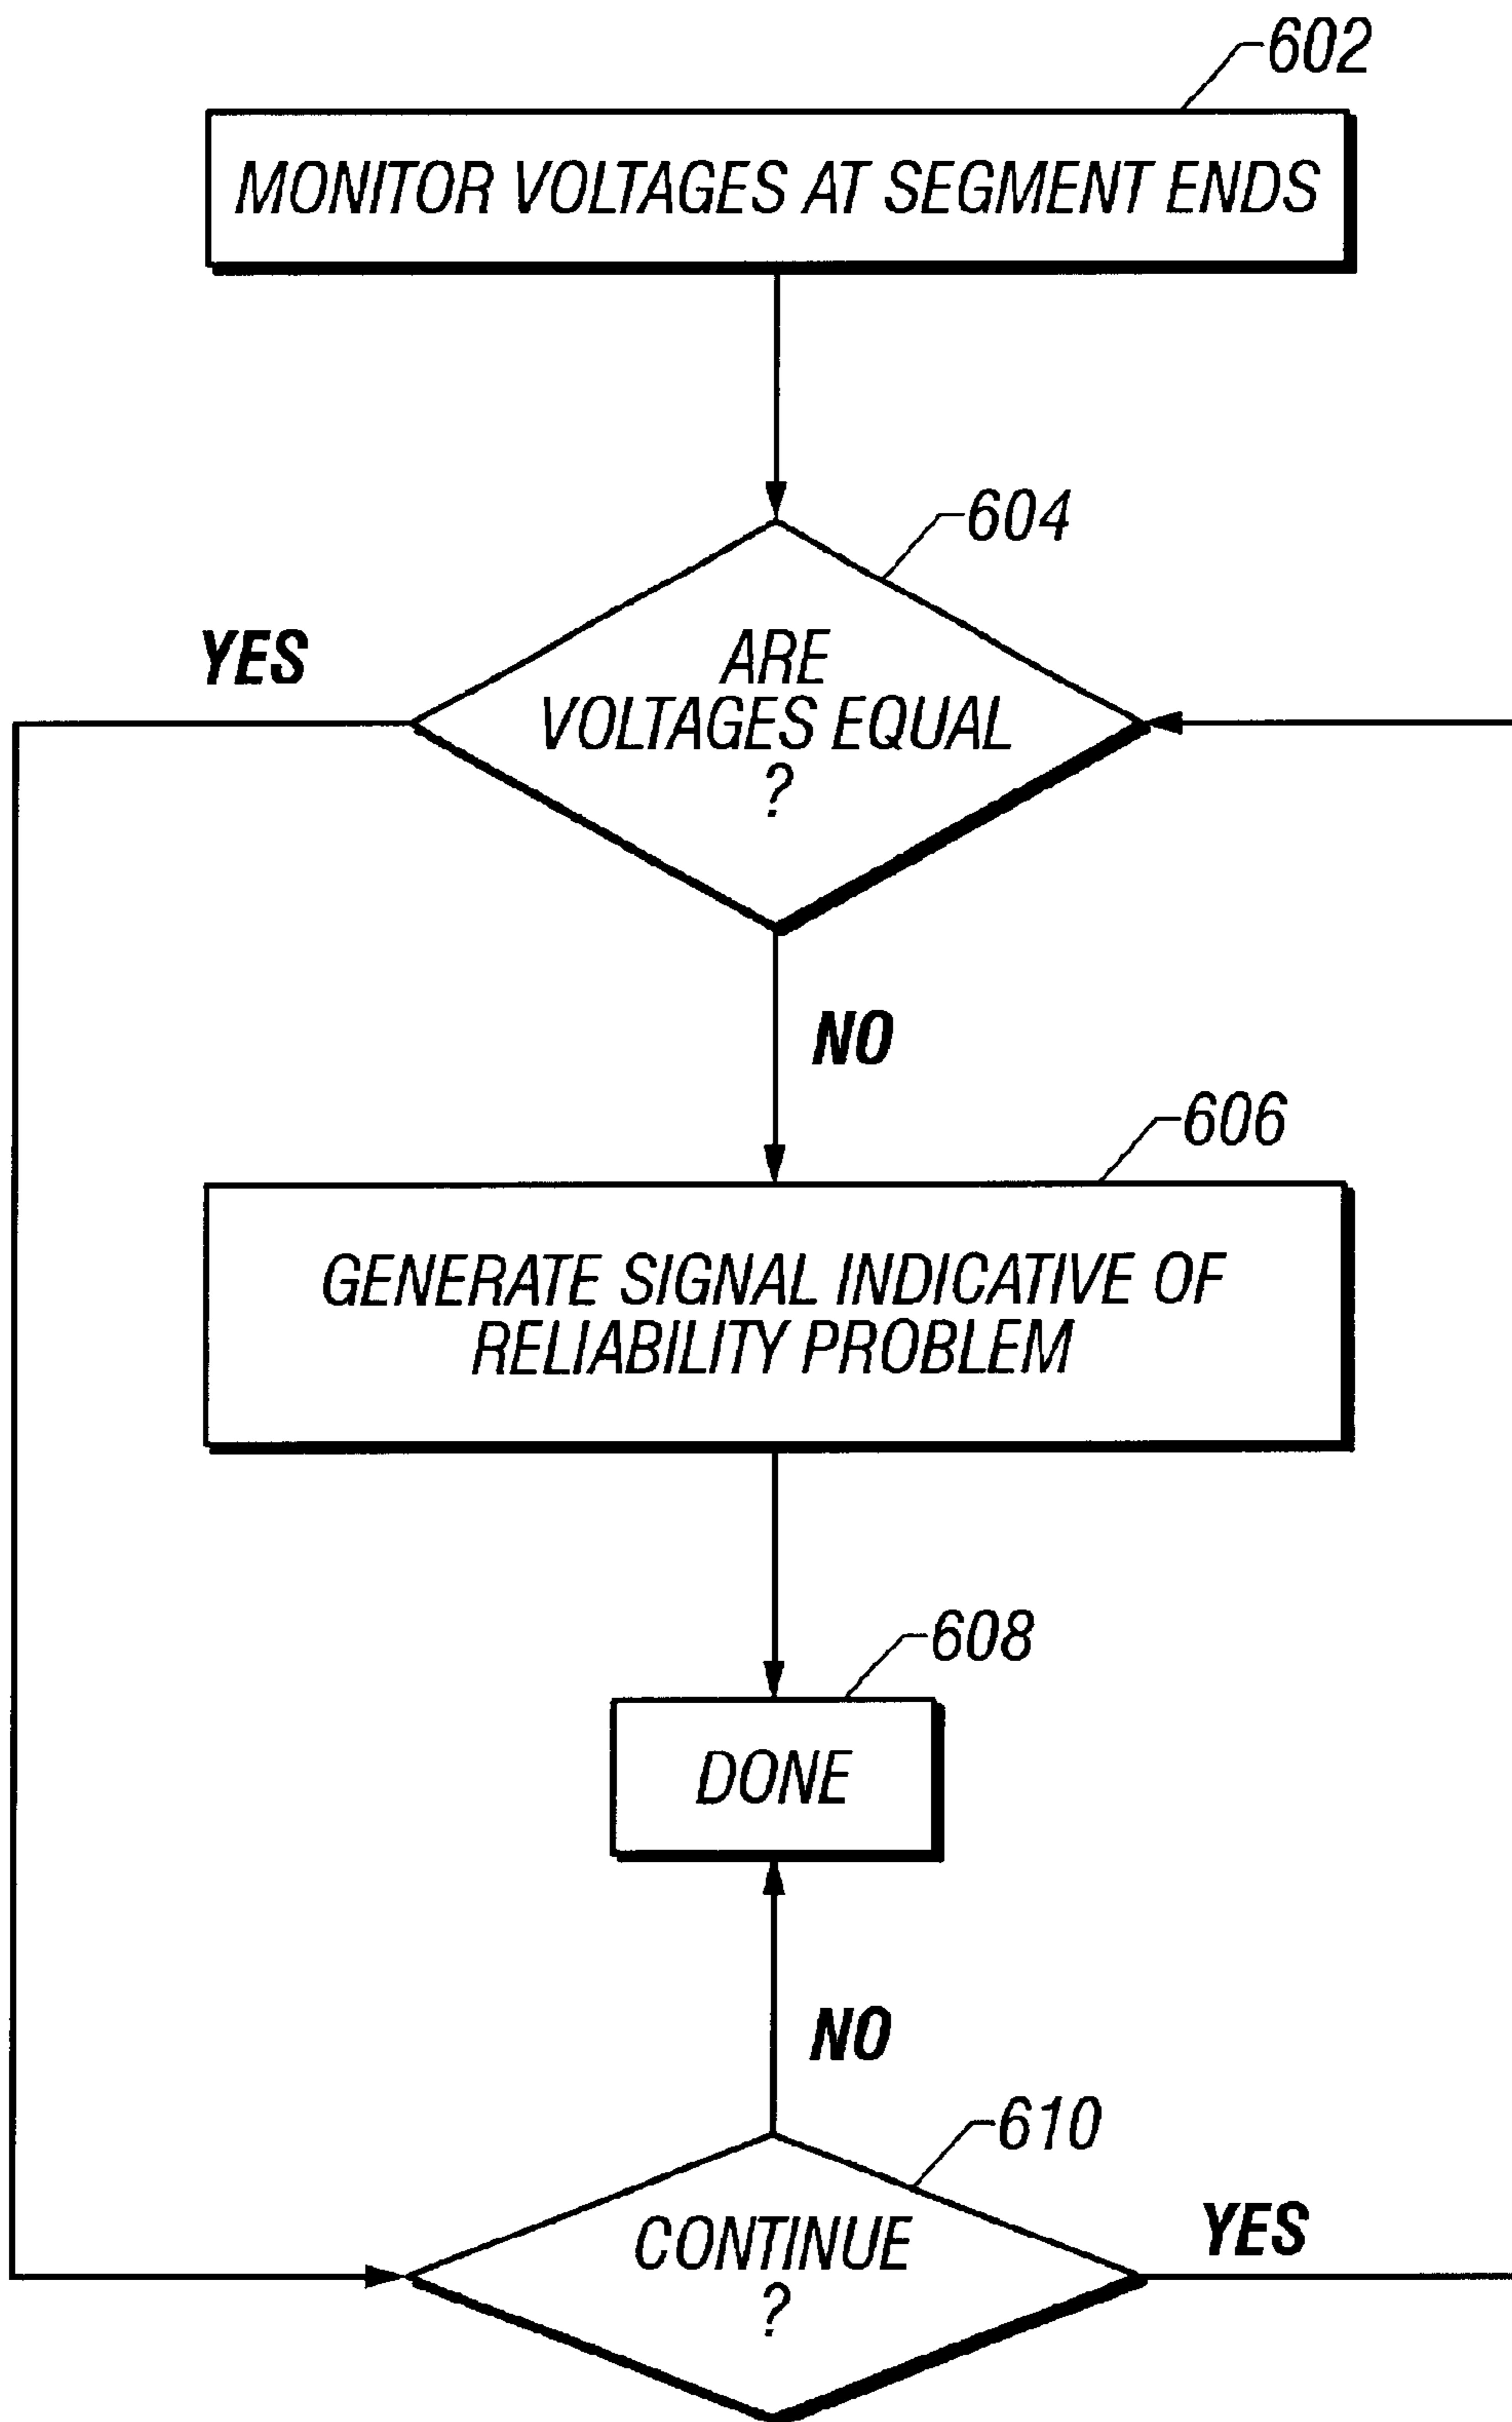 602
MONITOR VOLTAGES AT SEGMENT ENDS
604
YES
ARE
VOLTAGES EQUAL
?
NO
606
GENERATE SIGNAL INDICATIVE OF
RELIABILITY PROBLEM
608
DONE
NO
610
CONTINUE
?
YES